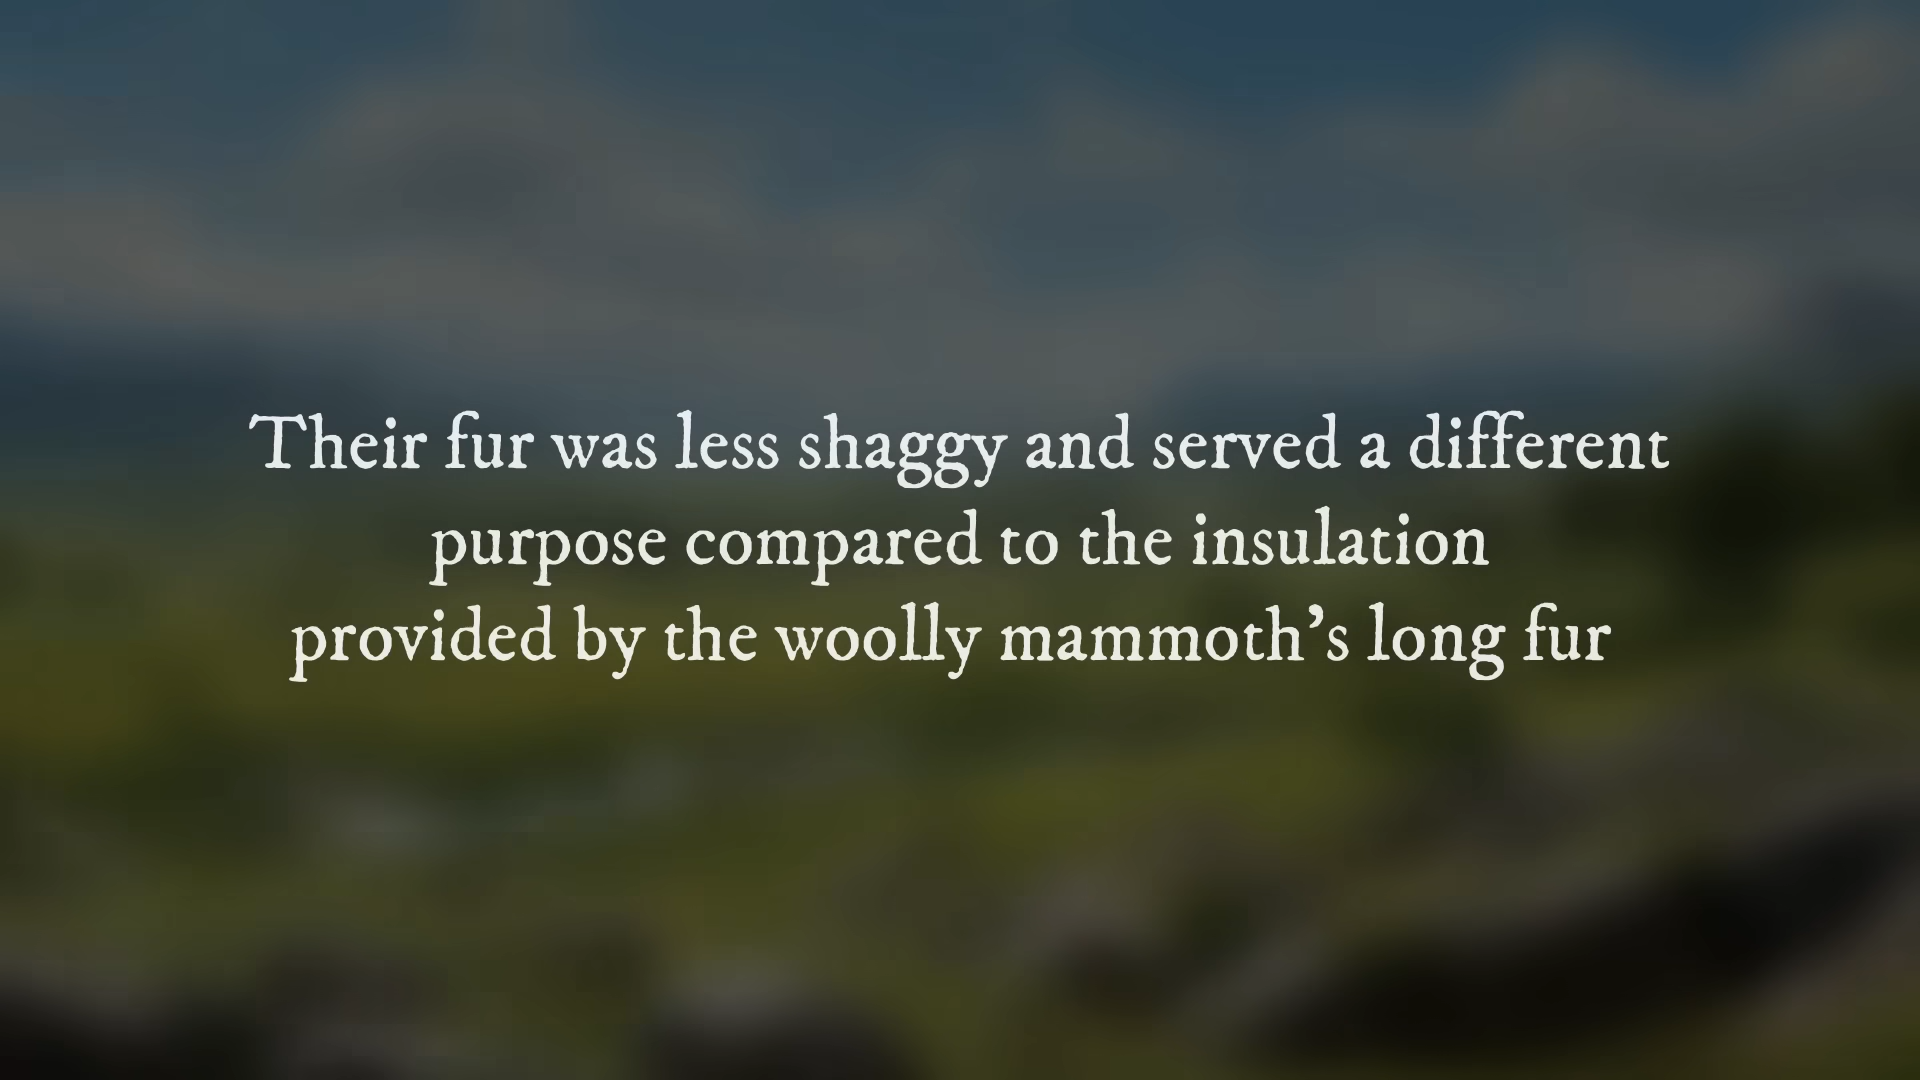 Their fur was less shaggy and served a different
purpose compared to the insulation
provided by the woolly mammoth’s long fur